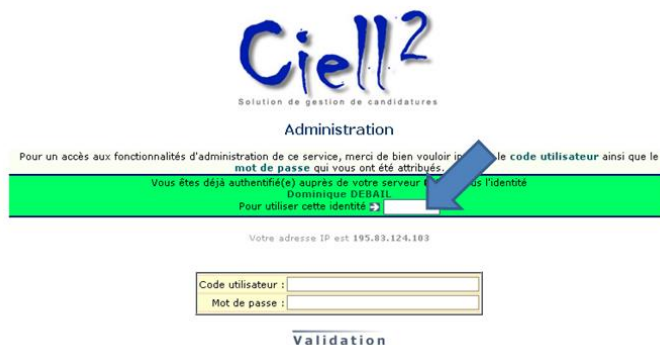 Ciell2
Solution de gestion de candidatures
Administration
Pour un accès aux fonctionnalités d'administration de ce service, merci de bien vouloir le code utilisateur ainsi que le
mot de passe qui vous ont été attribués.
Vous êtes déjà authentifié(e) auprès de votre serveur l'identité
Dominique DEBAIL
Pour utiliser cette identité
Votre adresse IP est 195.83.124.103
Code utilisateur :
Mot de passe :
Validation